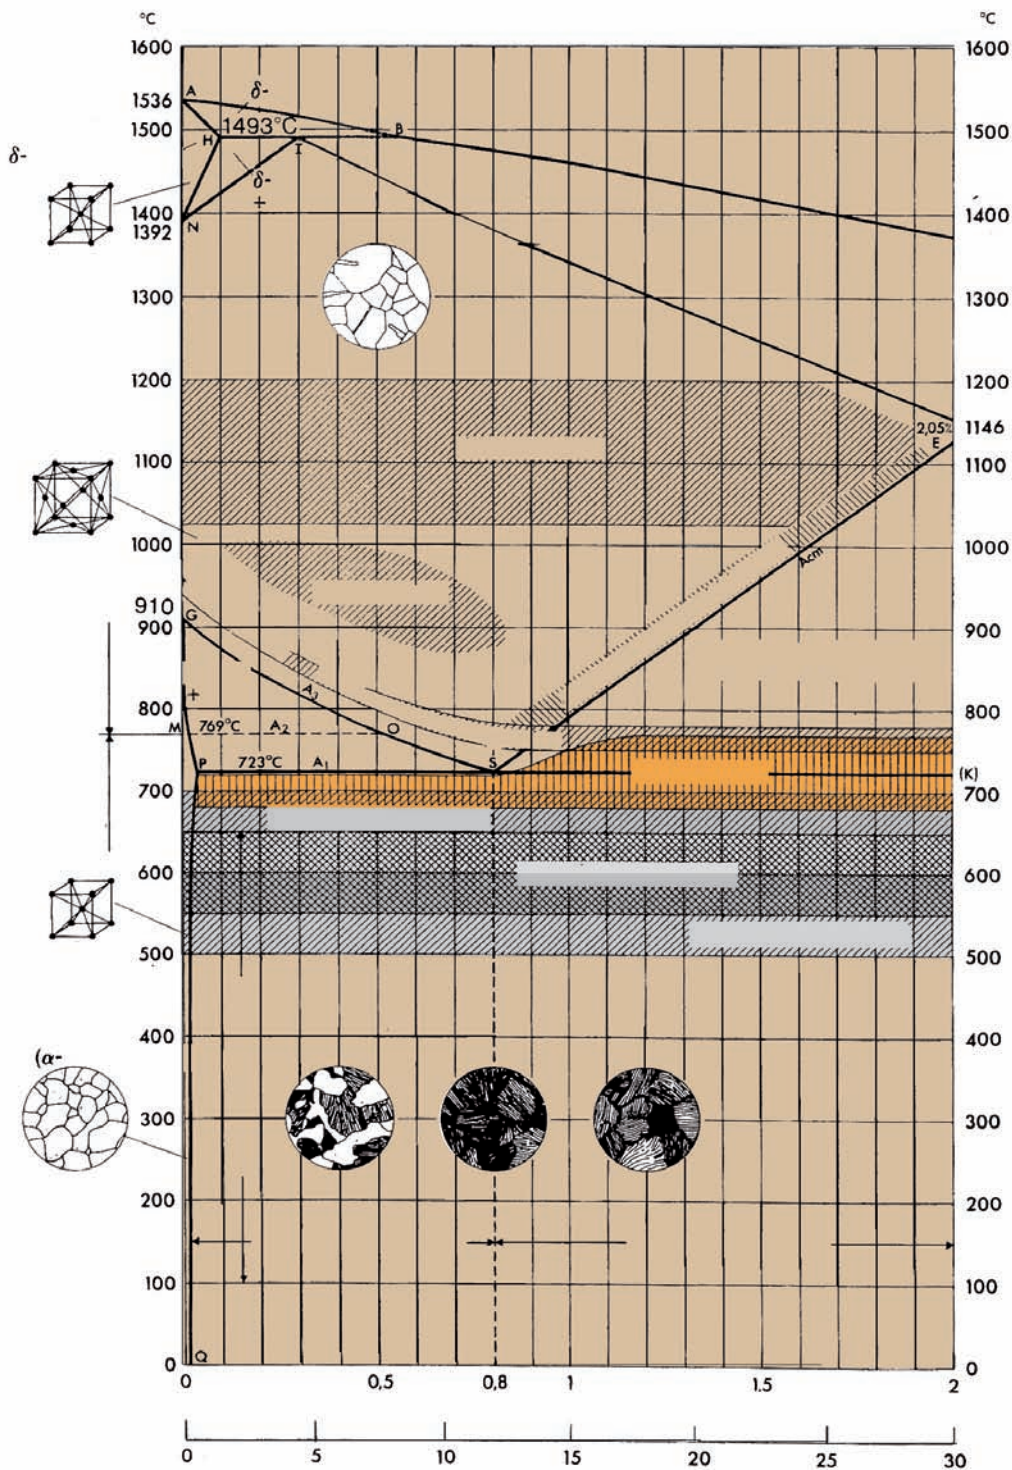 °C °C
1600 1600
A δ-
1536
1500 1493°C B 1500
H I
δ-
δ-
+
1400 1400
N
1392
1300 1300
1200 1200
2,05% 1146
E
1100 1100
1000 1000
Acm
910
G
900 900
A3
+
800 800
M 769°C A2 O
723°C A1 S
P (K)
700 700
600 600
500 500
400 400
(α-
300 300
200 200
100 100
Q
0 0
0 0,5 0,8 1 1.5 2
0 5 10 15 20 25 30